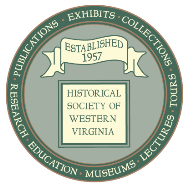 · PUBLICATIONS · EXHIBITS · COLLECTIONS · TOURS · LECTURES · MUSEUMS · EDUCATION · RESEARCH
ESTABLISHED
1957
HISTORICAL
SOCIETY OF
WESTERN
VIRGINIA